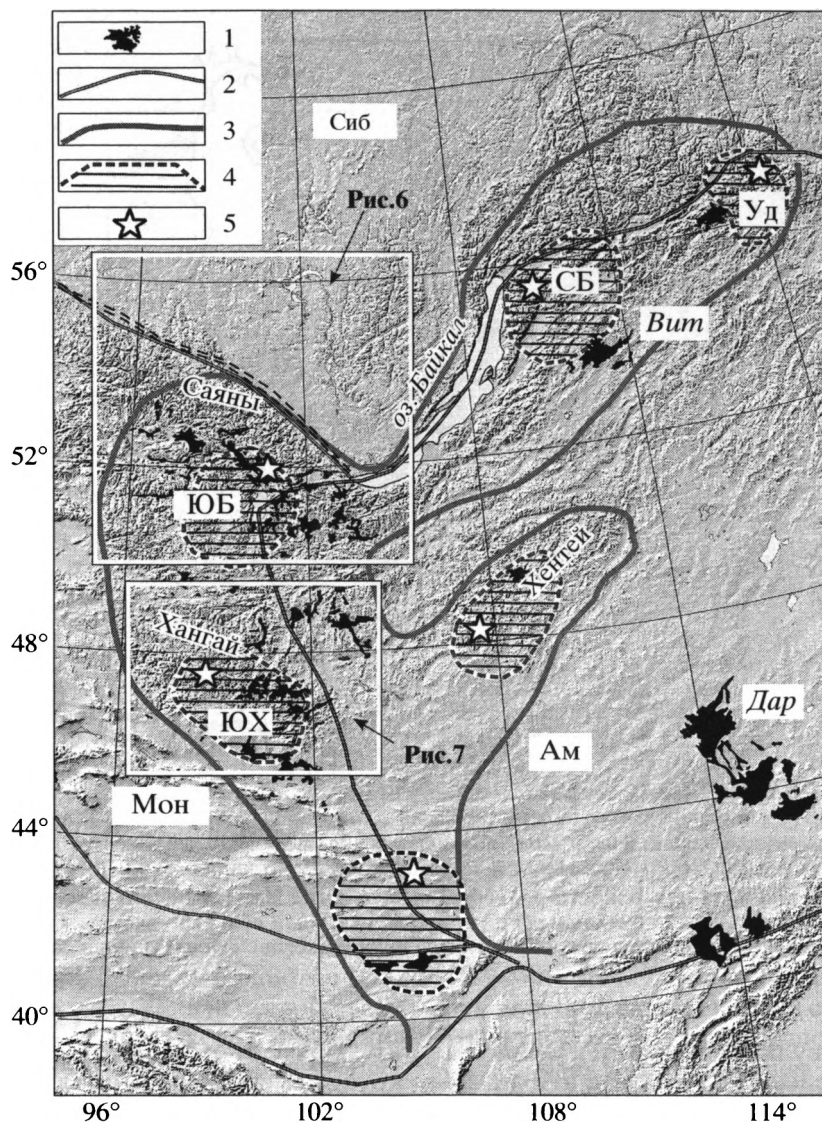 1
2
3
4
5
Сиб
Рис.6
Уд
56°
СБ
Вит
оз. Байкал
Саяны
52°
ЮБ
Хентей
Хангай
48°
ЮХ
Дар
Рис.7
Ам
Мон
44°
40°
96° 102° 108° 114°